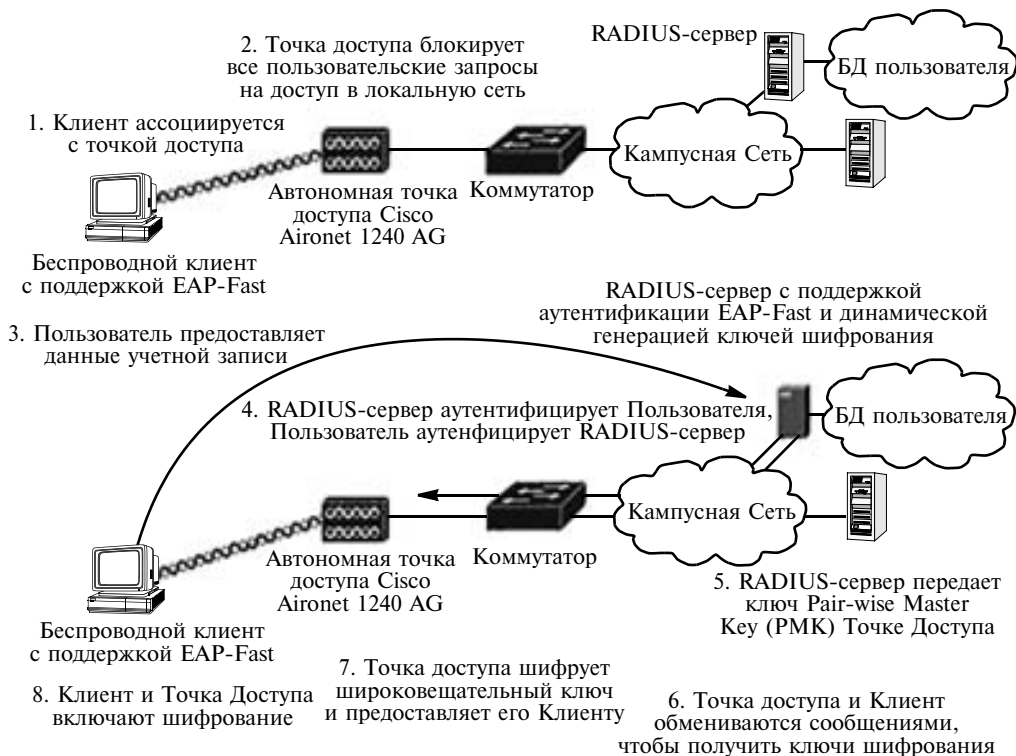 2. Точка доступа блокирует
все пользовательские запросы
на доступ в локальную сеть
RADIUS-сервер
БД пользователя
1. Клиент ассоциируется
с точкой доступа
Кампусная Сеть
Автономная точка
доступа Cisco
Aironet 1240 AG
Коммутатор
Беспроводной клиент
с поддержкой EAP-Fast
RADIUS-сервер с поддержкой
аутентификации EAP-Fast и динамической
генерацией ключей шифрования
3. Пользователь предоставляет
данные учетной записи
4. RADIUS-сервер аутентифицирует Пользователя,
Пользователь аутенфицирует RADIUS-сервер
БД пользователя
Кампусная Сеть
Автономная точка
доступа Cisco
Aironet 1240 AG
Коммутатор
5. RADIUS-сервер передает
ключ Pair-wise Master
Key (PMK) Точке Доступа
Беспроводной клиент
с поддержкой EAP-Fast
8. Клиент и Точка Доступа
включают шифрование
7. Точка доступа шифрует
широковещательный ключ
и предоставляет его Клиенту
6. Точка доступа и Клиент
обмениваются сообщениями,
чтобы получить ключи шифрования